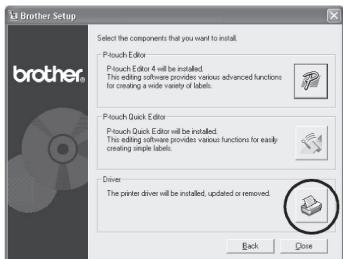 Brother Setup
Select the components that you want to install.
P-touch Editor
P-touch Editor 4 will be installed.
This editing software provides various advanced functions
for creating a wide variety of labels.
brother.
P-touch Quick Editor
P-touch Quick Editor will be installed.
This editing software provides various functions for easily
creating simple labels.
Driver
The printer driver will be installed, updated or removed.
Back
Close